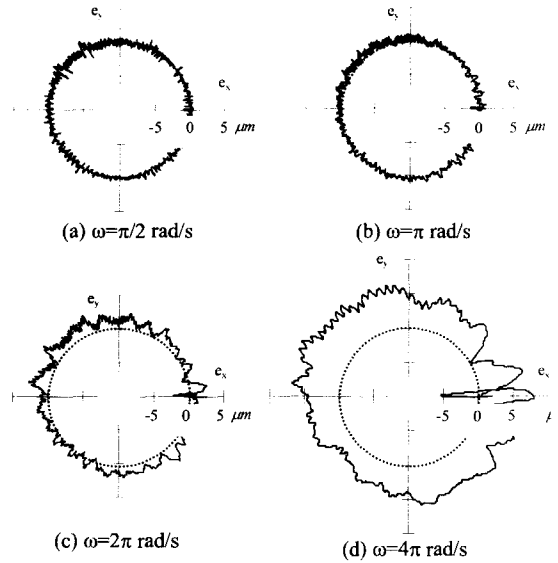 e_y
e_x
-5 0 5 μm
(a) ω=π/2 rad/s
e_y
e_x
-5 0 5 μm
(b) ω=π rad/s
e_y
e_x
-5 0 5 μm
(c) ω=2π rad/s
e_y
e_x
-5 0 5 μ
(d) ω=4π rad/s